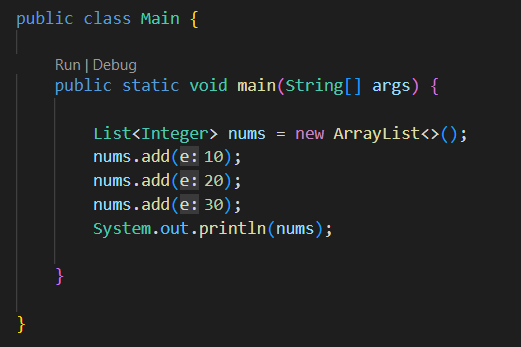 public class Main {
Run | Debug
public static void main(String[] args) {
List<Integer> nums = new ArrayList<>();
nums.add(e:10);
nums.add(e:20);
nums.add(e:30);
System.out.println(nums);
}
}